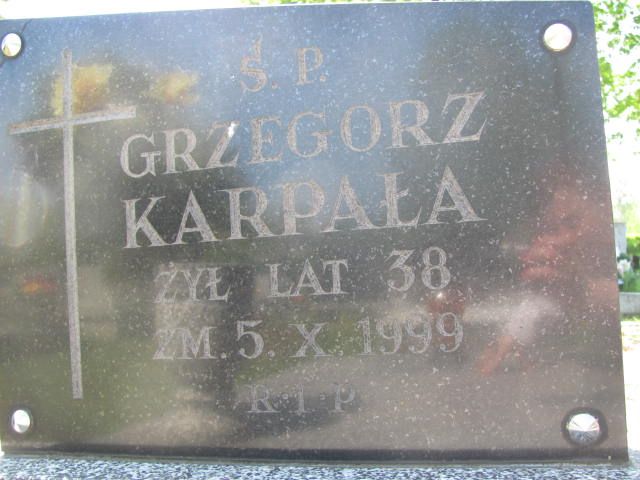 Ś. P.
GRZEGORZ
KARPAŁA
ŻYŁ LAT 38
ZM. 5. X. 1999
R·I·P